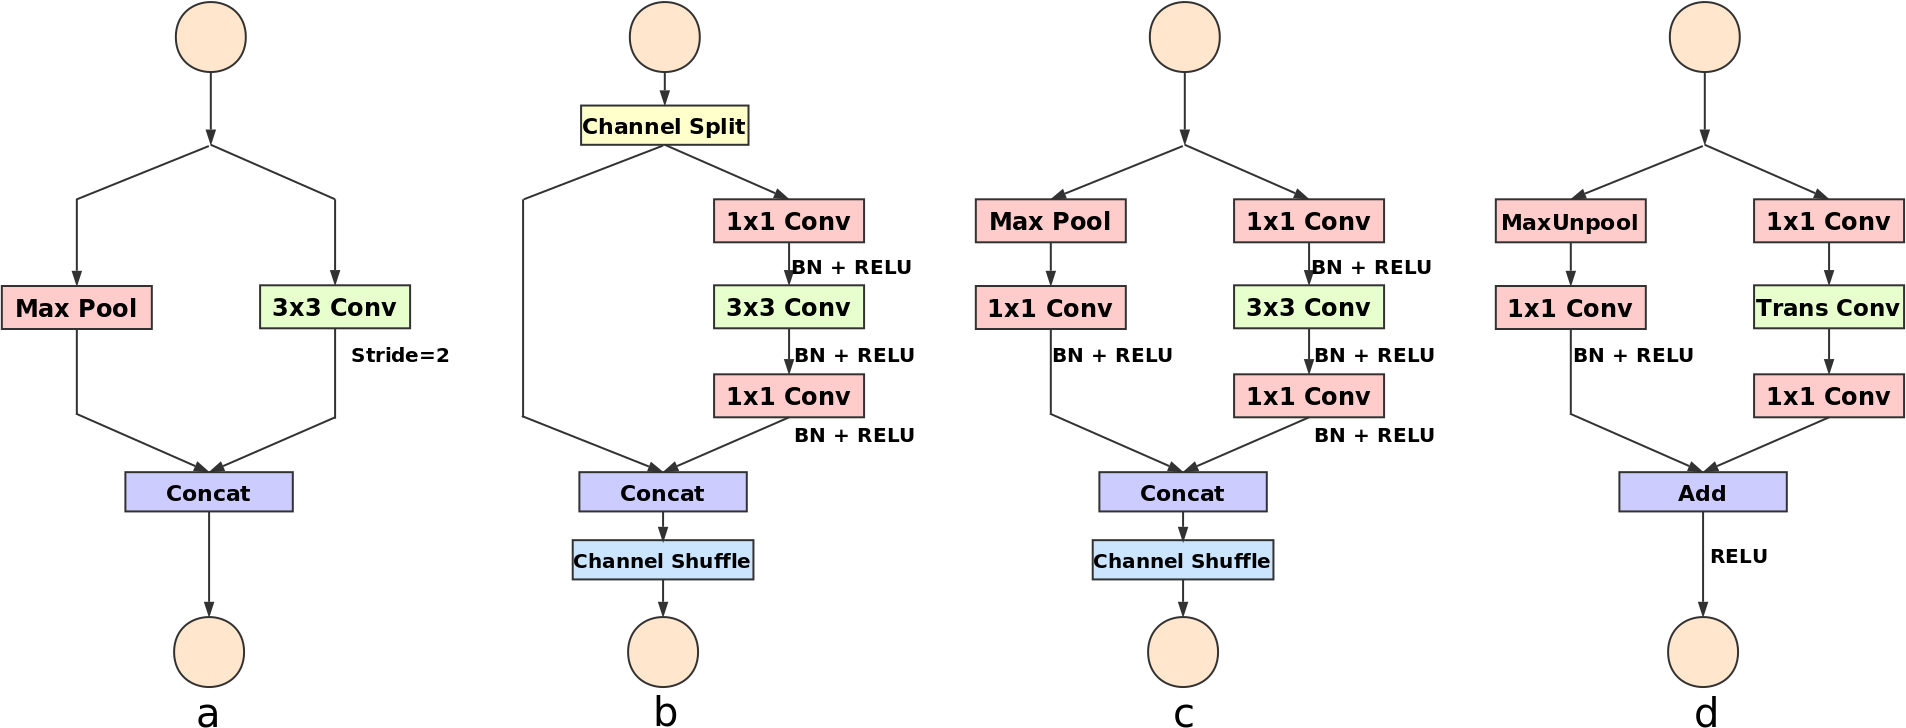 Max Pool
3x3 Conv
Stride=2
Concat
a
Channel Split
1x1 Conv
BN + RELU
3x3 Conv
BN + RELU
1x1 Conv
BN + RELU
Concat
Channel Shuffle
b
Max Pool
1x1 Conv
BN + RELU
1x1 Conv
BN + RELU
3x3 Conv
BN + RELU
1x1 Conv
BN + RELU
Concat
Channel Shuffle
c
MaxUnpool
1x1 Conv
BN + RELU
1x1 Conv
Trans Conv
1x1 Conv
Add
RELU
d